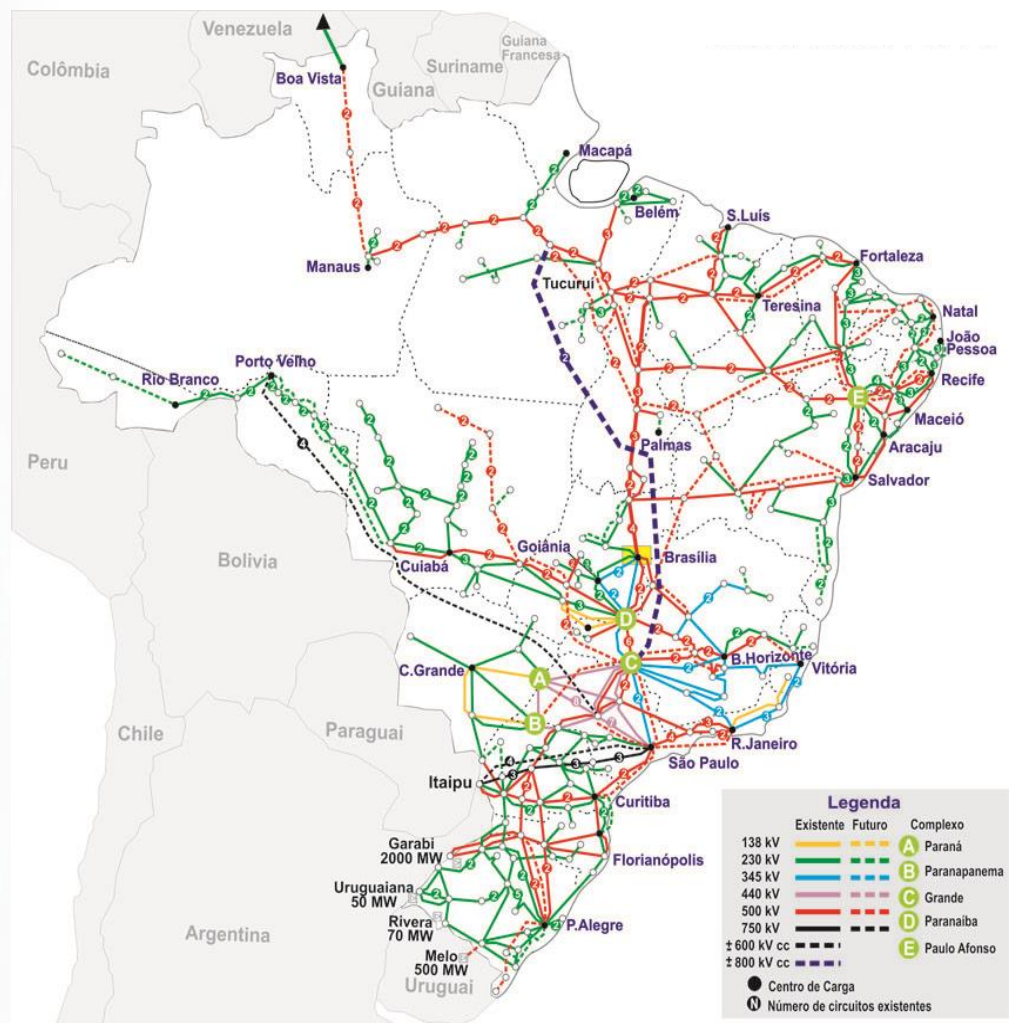 Venezuela
Guiana
Francesa
Suriname
Colômbia
Guiana
Boa Vista
Macapá
Belém
S.Luís
Manaus
Fortaleza
Tucuruí
Teresina
Natal
João
Pessoa
Porto Velho
Rio Branco
Recife
E
Maceió
Palmas
Aracaju
Peru
Salvador
Bolivia
Goiânia
Brasília
Cuiabá
D
C
B.Horizonte
Vitória
C.Grande
A
B
Chile
Paraguai
R.Janeiro
São Paulo
Itaipu
Curitiba
Garabi
2000 MW
Florianópolis
Uruguaiana
50 MW
Rivera
70 MW
P.Alegre
Melo
500 MW
Argentina
Uruguai
Legenda
Existente Futuro Complexo
138 kV A Paraná
230 kV
345 kV B Paranapanema
440 kV C Grande
500 kV D Paranaíba
750 kV
± 600 kV cc E Paulo Afonso
± 800 kV cc
Centro de Carga
N Número de circuitos existentes